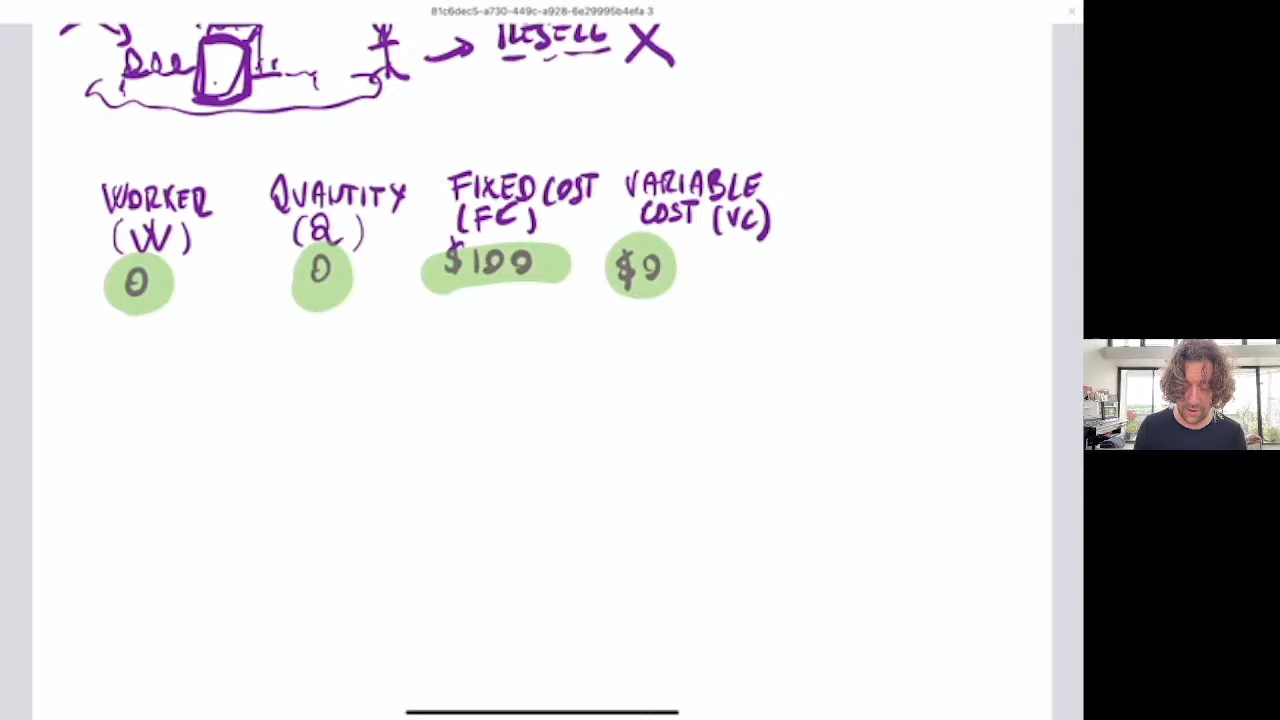 81c6dec5-a730-449c-a928-6e29995b4efa 3
RESELL X
WORKER QUANTITY FIXED COST VARIABLE
(W) (Q) (FC) COST (VC)
0 0 $100 $0